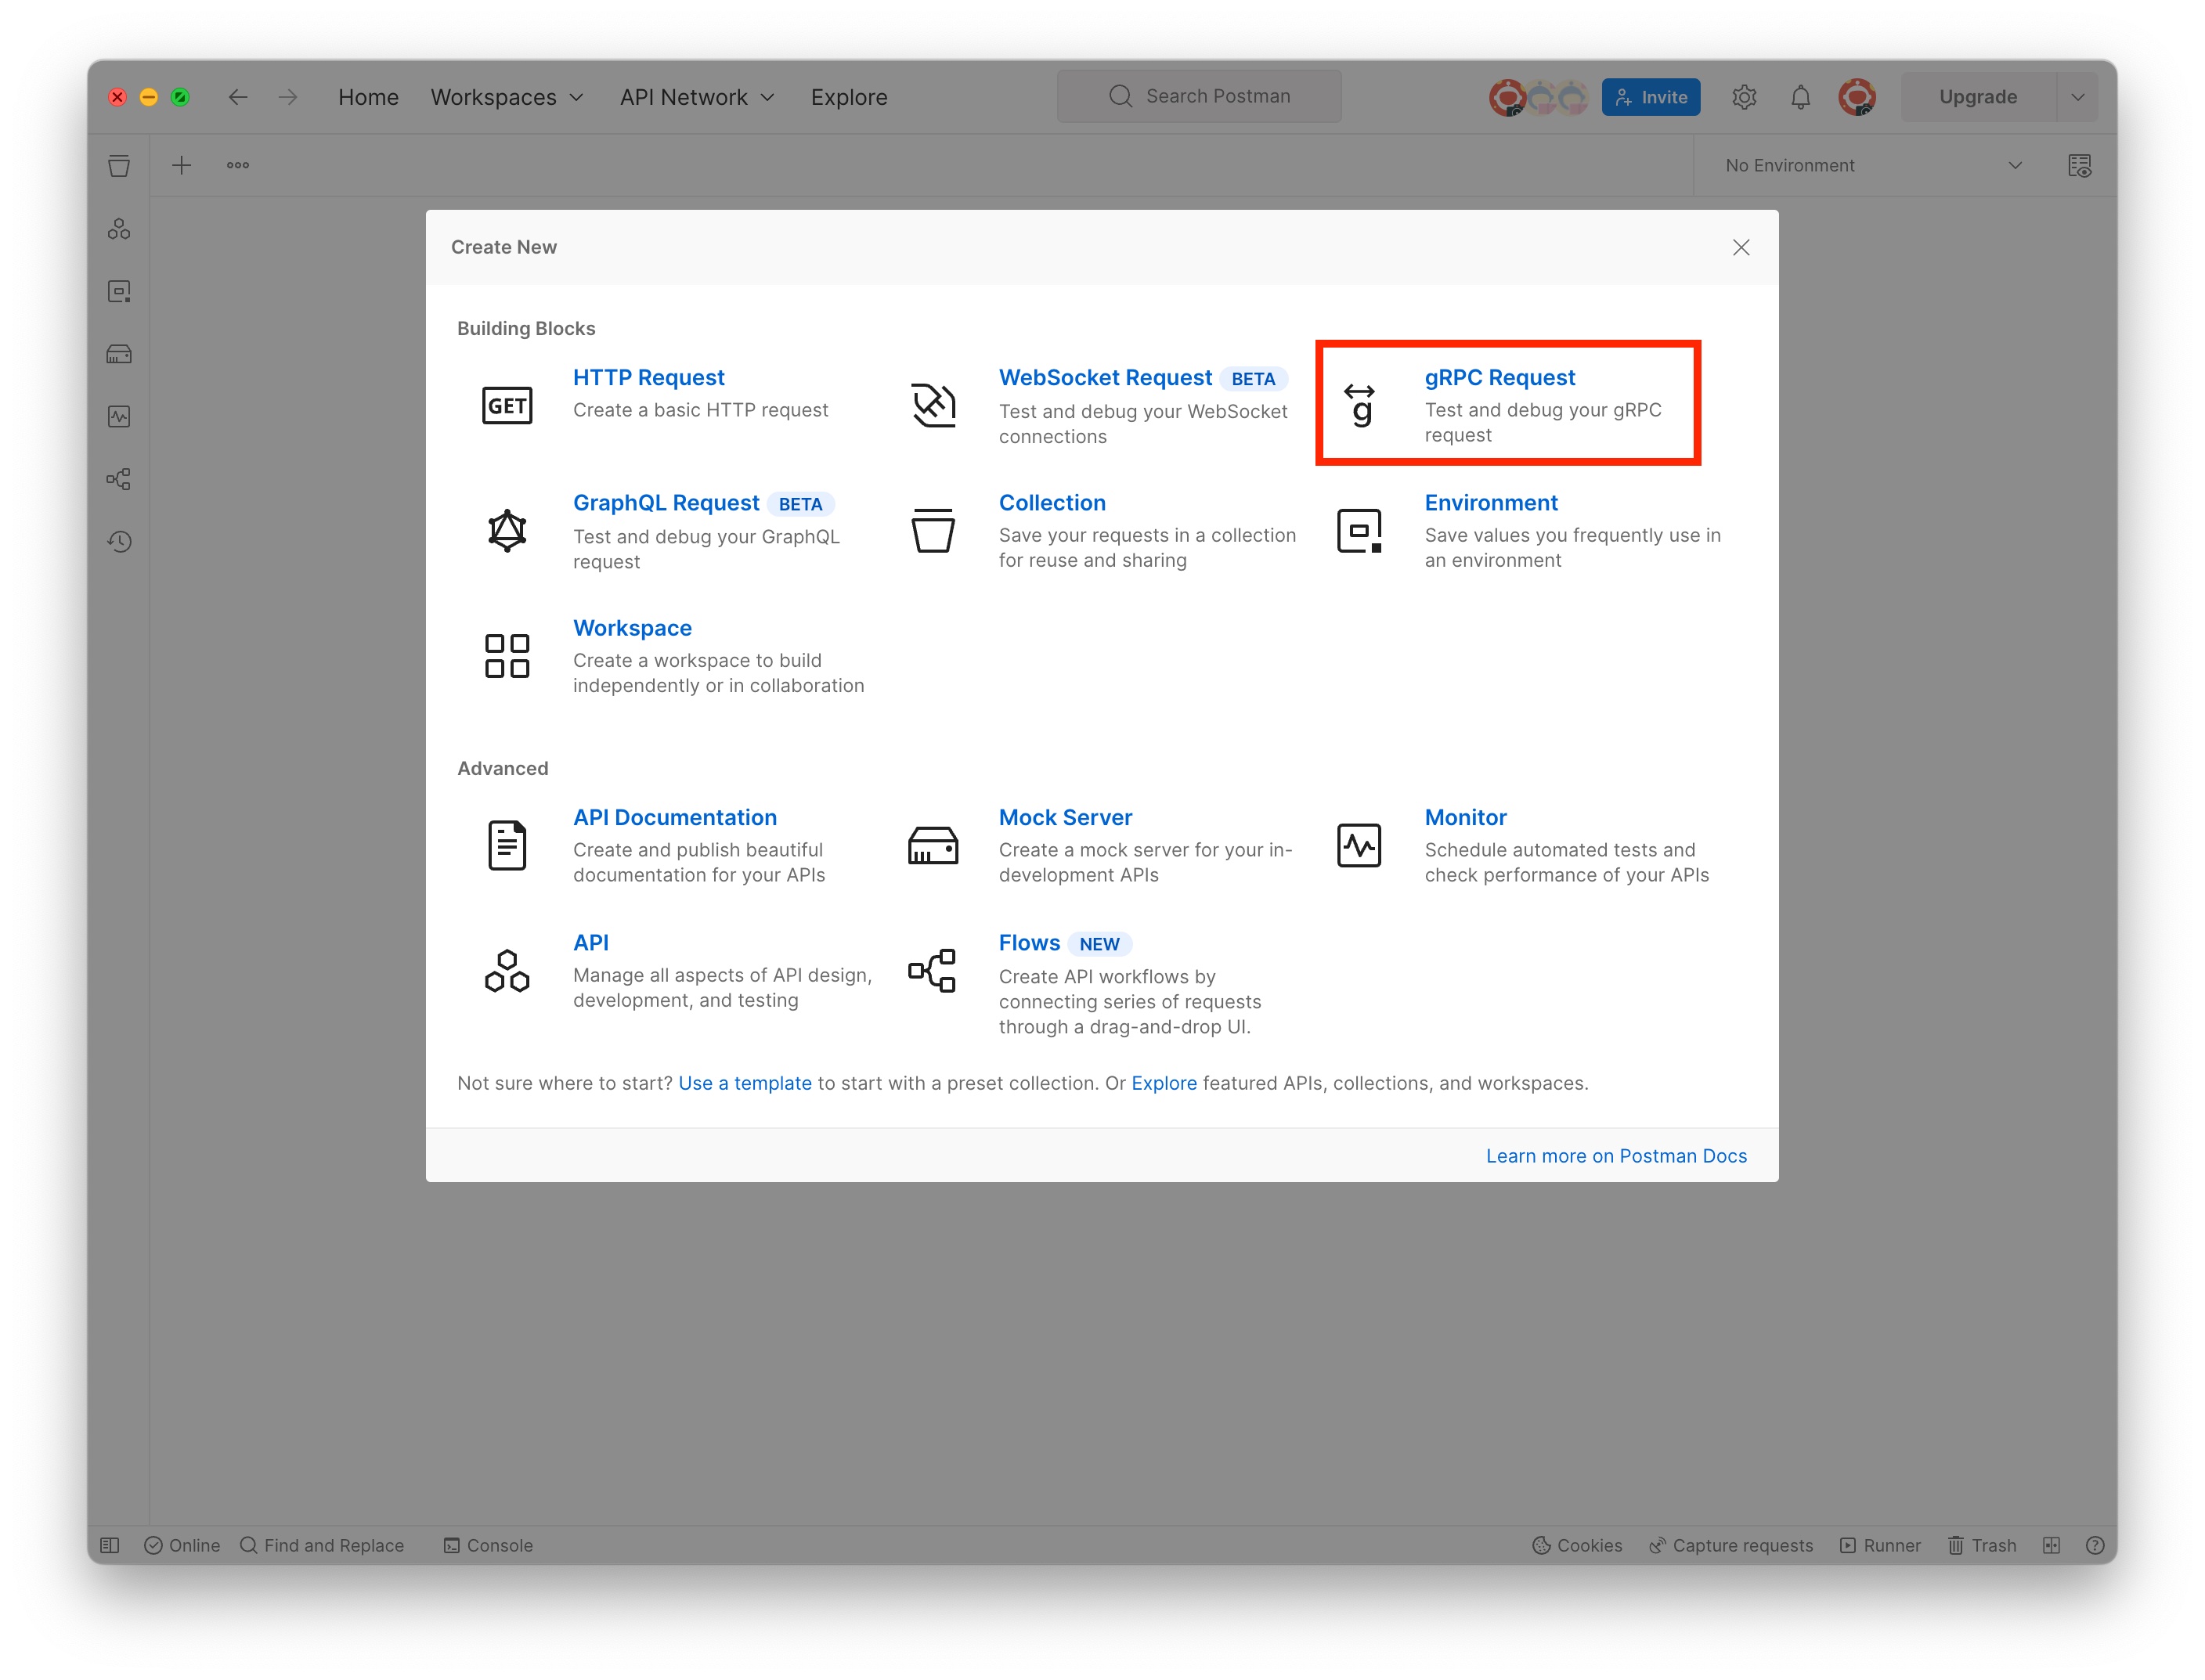 Home Workspaces API Network Explore Search Postman Invite Upgrade
No Environment
Create New
Building Blocks
GET
HTTP Request
Create a basic HTTP request
WebSocket Request BETA
Test and debug your WebSocket
connections
g
gRPC Request
Test and debug your gRPC
request
GraphQL Request BETA
Test and debug your GraphQL
request
Collection
Save your requests in a collection
for reuse and sharing
Environment
Save values you frequently use in
an environment
Workspace
Create a workspace to build
independently or in collaboration
Advanced
API Documentation
Create and publish beautiful
documentation for your APIs
Mock Server
Create a mock server for your in-
development APIs
Monitor
Schedule automated tests and
check performance of your APIs
API
Manage all aspects of API design,
development, and testing
Flows NEW
Create API workflows by
connecting series of requests
through a drag-and-drop UI.
Not sure where to start? Use a template to start with a preset collection. Or Explore featured APIs, collections, and workspaces.
Learn more on Postman Docs
Online Find and Replace Console Cookies Capture requests Runner Trash